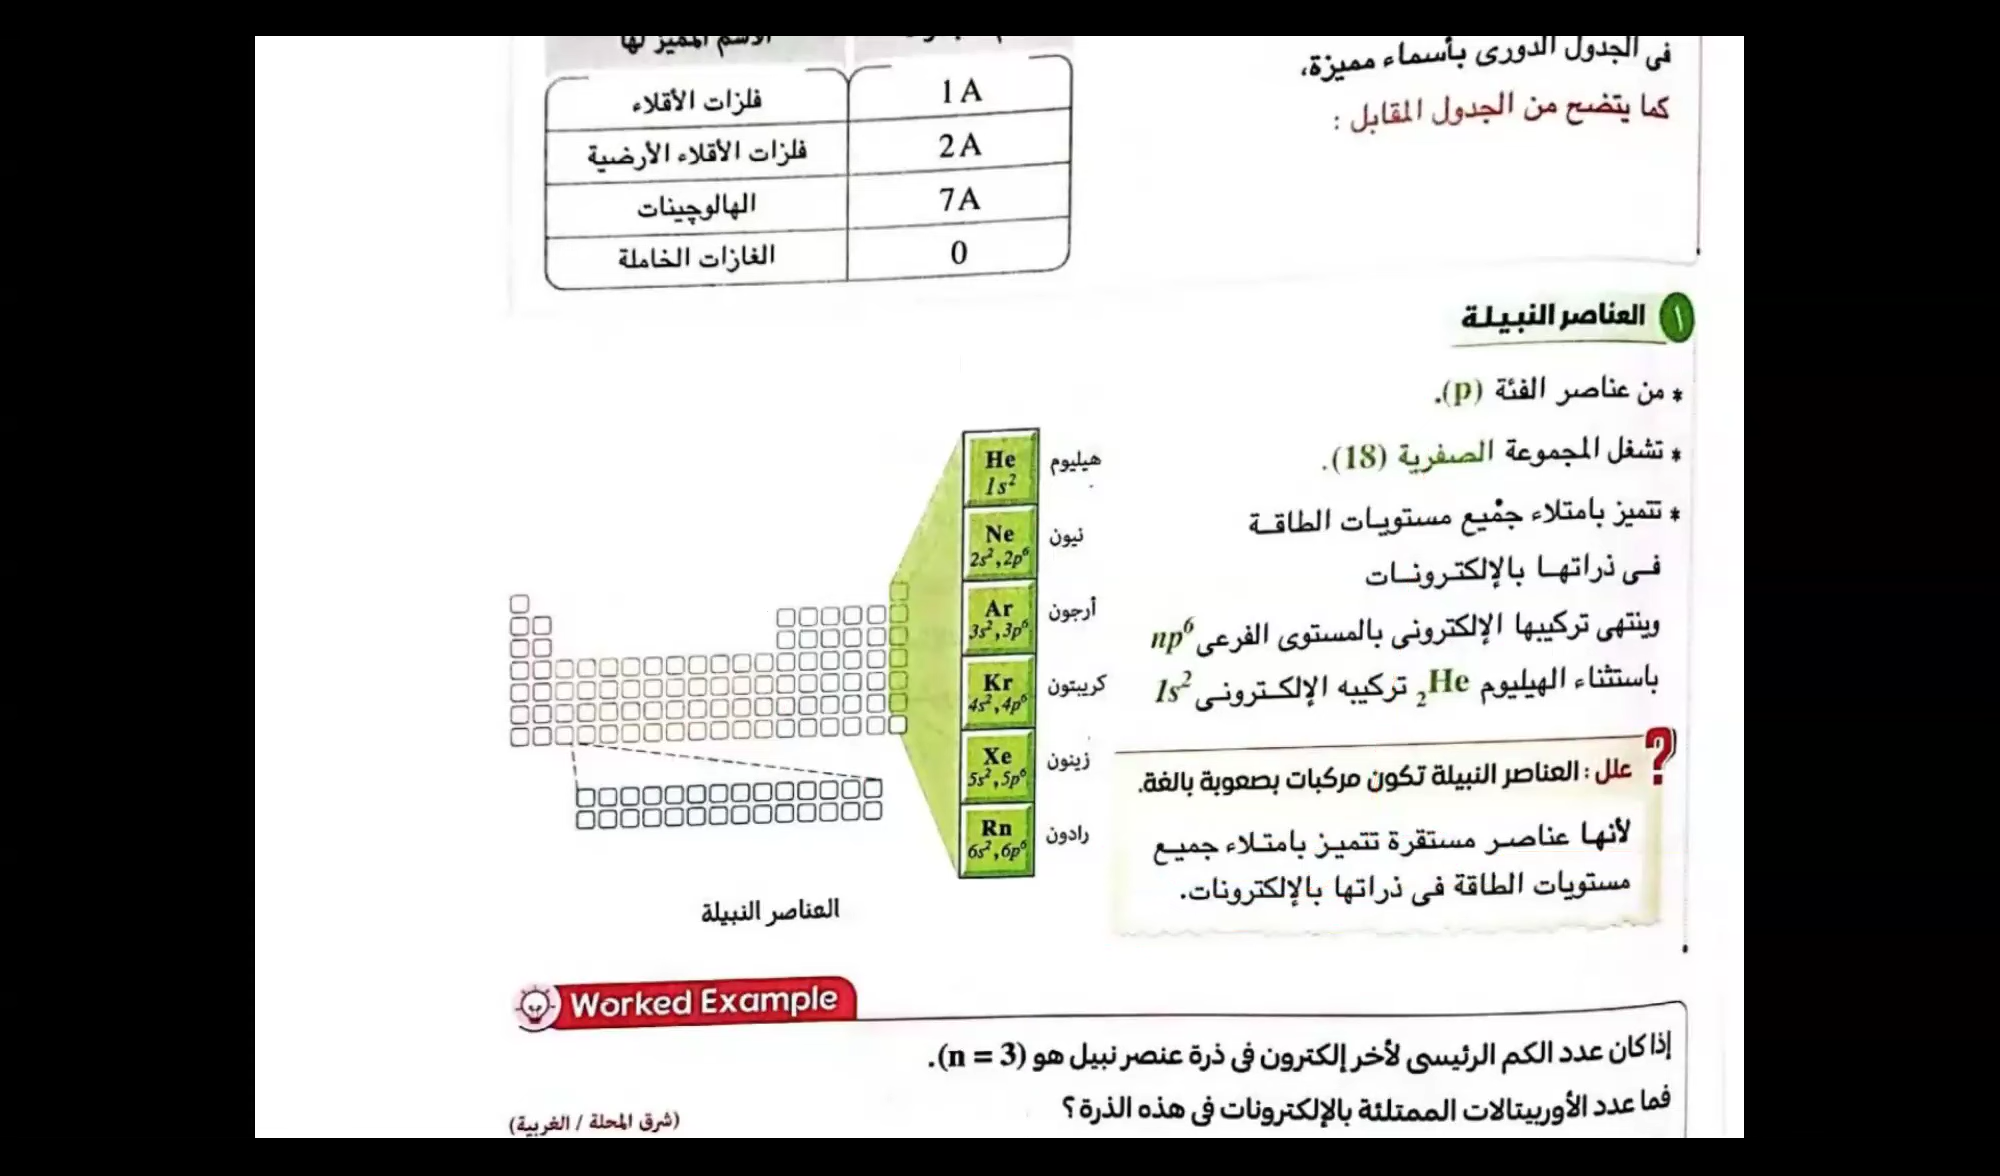 فى الجدول الدورى بأسماء مميزة،
كما يتضح من الجدول المقابل :
الاسم المميز لها
1A فلزات الأقلاء
2A فلزات الأقلاء الأرضية
7A الهالوچينات
0 الغازات الخاملة
١ العناصر النبيلة
* من عناصر الفئة (p).
* تشغل المجموعة الصفرية (18).
* تتميز بامتلاء جميع مستويات الطاقة
فى ذراتها بالإلكترونات
وينتهى تركيبها الإلكترونى بالمستوى الفرعى np⁶
باستثناء الهيليوم ₂He تركيبه الإلكترونى 1s²
? علل : العناصر النبيلة تكون مركبات بصعوبة بالغة.
لأنها عناصر مستقرة تتميز بامتلاء جميع
مستويات الطاقة فى ذراتها بالإلكترونات.
هيليوم He
1s²
نيون Ne
2s², 2p⁶
أرجون Ar
3s², 3p⁶
كريبتون Kr
4s², 4p⁶
زينون Xe
5s², 5p⁶
رادون Rn
6s², 6p⁶
العناصر النبيلة
Worked Example
إذا كان عدد الكم الرئيسى لأخر إلكترون فى ذرة عنصر نبيل هو (n = 3).
فما عدد الأوربيتالات الممتلئة بالإلكترونات فى هذه الذرة ؟
(شرق المحلة / الغربية)